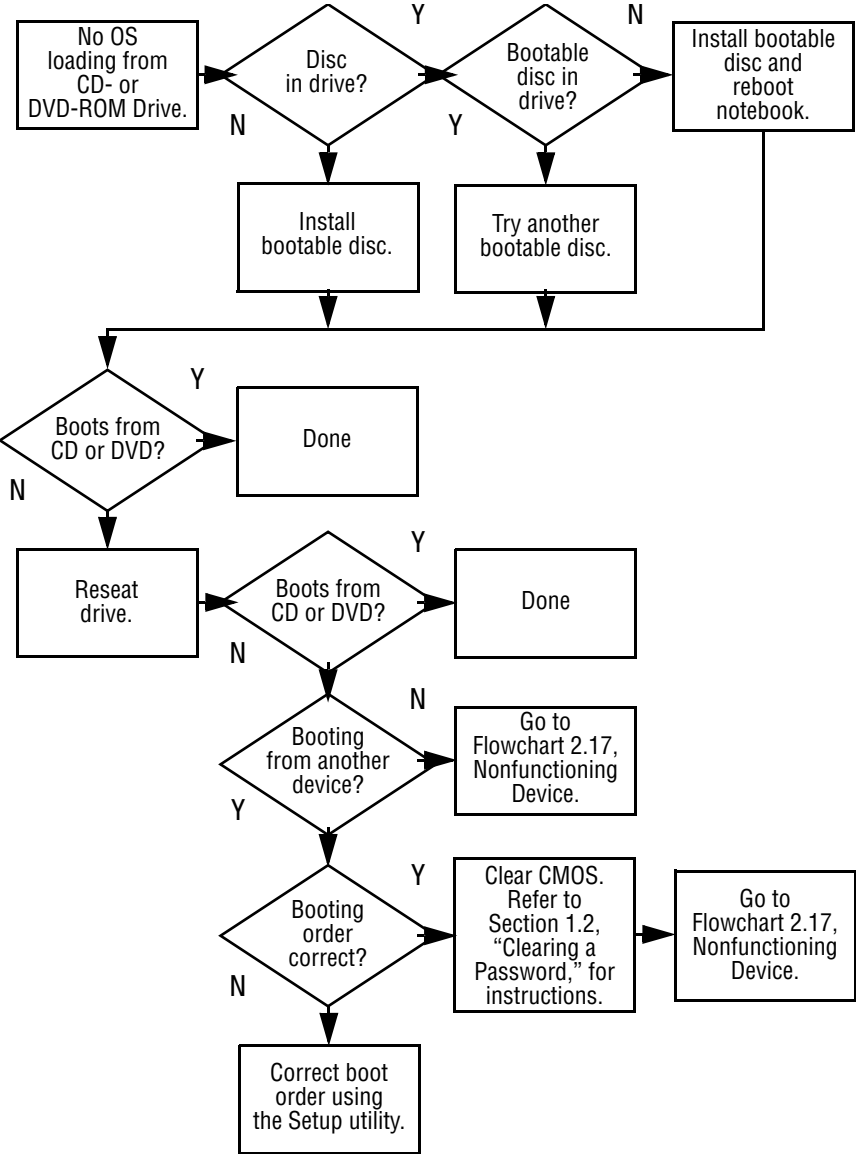 No OS
loading from
CD- or
DVD-ROM Drive.
Disc
in drive?
Y
N
Bootable
disc in
drive?
N
Y
Install bootable
disc and
reboot
notebook.
Install
bootable disc.
Try another
bootable disc.
Boots from
CD or DVD?
Y
N
Done
Reseat
drive.
Boots from
CD or DVD?
Y
N
Done
Booting
from another
device?
N
Y
Go to
Flowchart 2.17,
Nonfunctioning
Device.
Booting
order
correct?
Y
N
Clear CMOS.
Refer to
Section 1.2,
“Clearing a
Password,” for
instructions.
Go to
Flowchart 2.17,
Nonfunctioning
Device.
Correct boot
order using
the Setup utility.